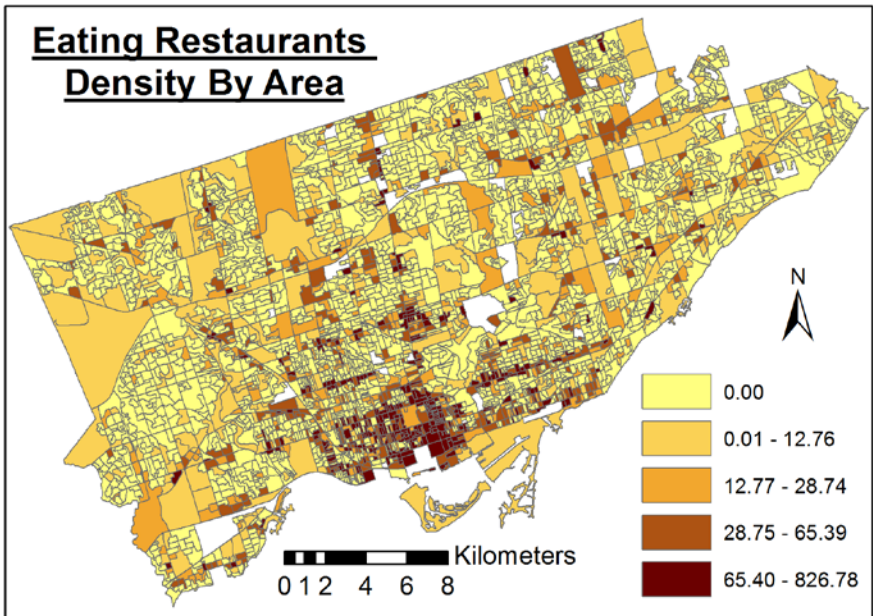 Eating Restaurants
Density By Area
N
0.00
0.01 - 12.76
12.77 - 28.74
28.75 - 65.39
65.40 - 826.78
Kilometers
0 1 2 4 6 8